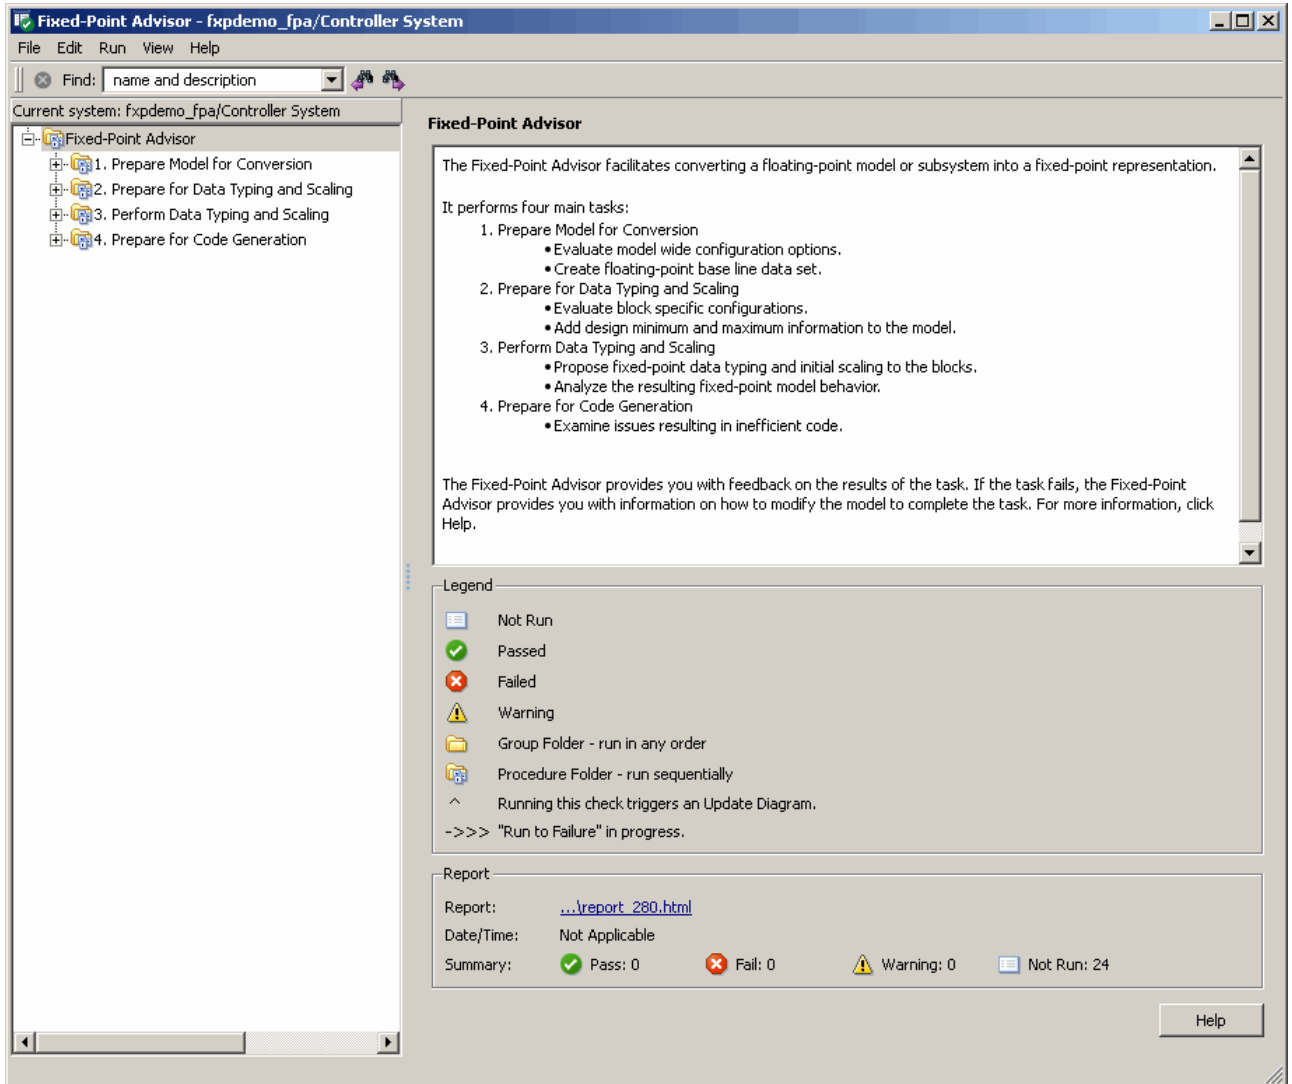 Fixed-Point Advisor - fxpdemo_fpa/Controller System
File Edit Run View Help
Find: name and description
Current system: fxpdemo_fpa/Controller System
Fixed-Point Advisor
1. Prepare Model for Conversion
2. Prepare for Data Typing and Scaling
3. Perform Data Typing and Scaling
4. Prepare for Code Generation
Fixed-Point Advisor
The Fixed-Point Advisor facilitates converting a floating-point model or subsystem into a fixed-point representation.
It performs four main tasks:
1. Prepare Model for Conversion
• Evaluate model wide configuration options.
• Create floating-point base line data set.
2. Prepare for Data Typing and Scaling
• Evaluate block specific configurations.
• Add design minimum and maximum information to the model.
3. Perform Data Typing and Scaling
• Propose fixed-point data typing and initial scaling to the blocks.
• Analyze the resulting fixed-point model behavior.
4. Prepare for Code Generation
• Examine issues resulting in inefficient code.
The Fixed-Point Advisor provides you with feedback on the results of the task. If the task fails, the Fixed-Point
Advisor provides you with information on how to modify the model to complete the task. For more information, click
Help.
Legend
Not Run
Passed
Failed
Warning
Group Folder - run in any order
Procedure Folder - run sequentially
^ Running this check triggers an Update Diagram.
->>> "Run to Failure" in progress.
Report
Report: ...\report_280.html
Date/Time: Not Applicable
Summary: Pass: 0 Fail: 0 Warning: 0 Not Run: 24
Help